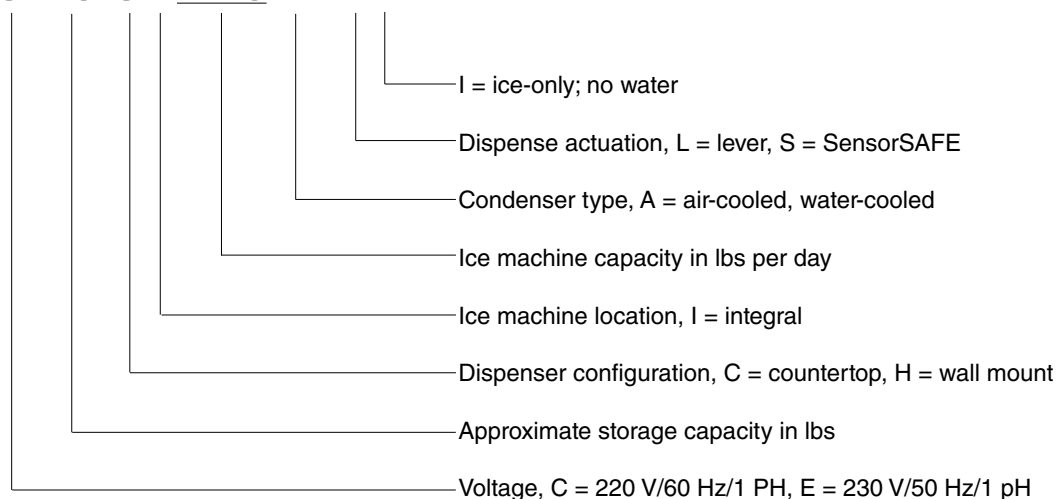 I = ice-only; no water
Dispense actuation, L = lever, S = SensorSAFE
Condenser type, A = air-cooled, water-cooled
Ice machine capacity in lbs per day
Ice machine location, I = integral
Dispenser configuration, C = countertop, H = wall mount
Approximate storage capacity in lbs
Voltage, C = 220 V/60 Hz/1 PH, E = 230 V/50 Hz/1 pH